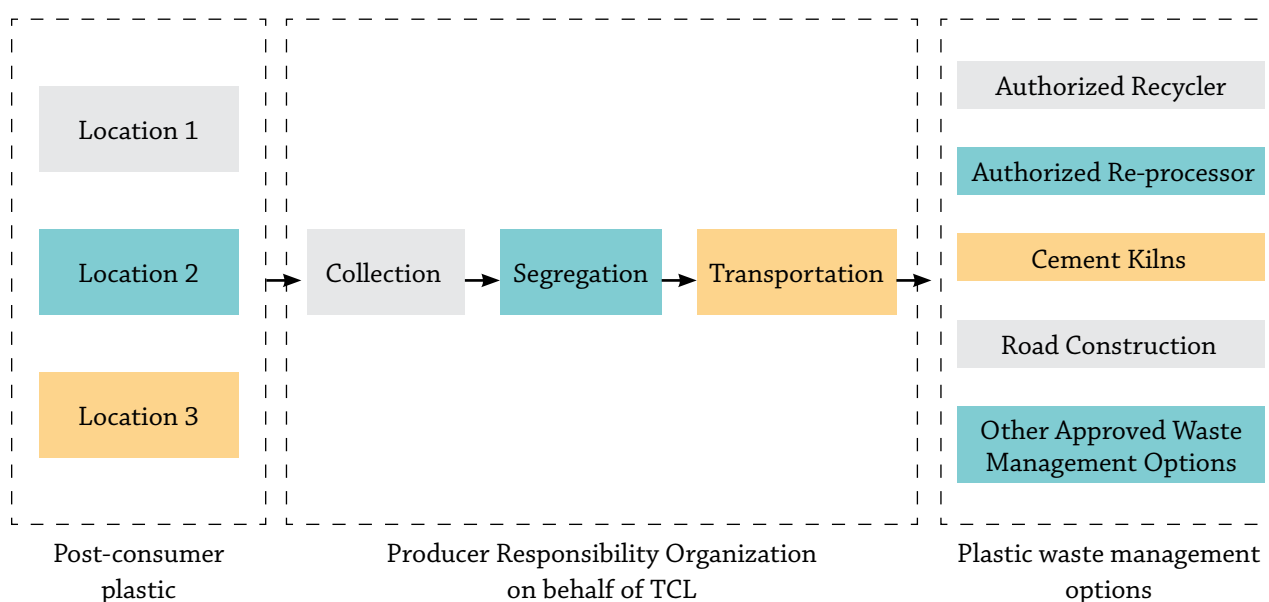 Location 1
Location 2
Location 3
Post-consumer
plastic
Collection
Segregation
Transportation
Producer Responsibility Organization
on behalf of TCL
Authorized Recycler
Authorized Re-processor
Cement Kilns
Road Construction
Other Approved Waste
Management Options
Plastic waste management
options